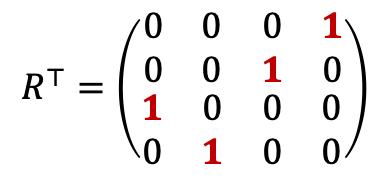 0 0 0 1
0 0 1 0
R⊤ =
1 0 0 0
0 1 0 0